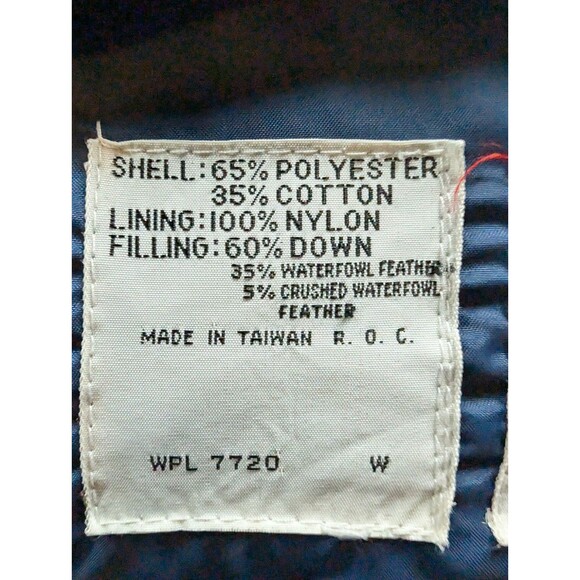 SHELL: 65% POLYESTER
35% COTTON
LINING: 100% NYLON
FILLING: 60% DOWN
35% WATERFOWL FEATHER
5% CRUSHED WATERFOWL
FEATHER
MADE IN TAIWAN R. O. C.
WPL 7720 W